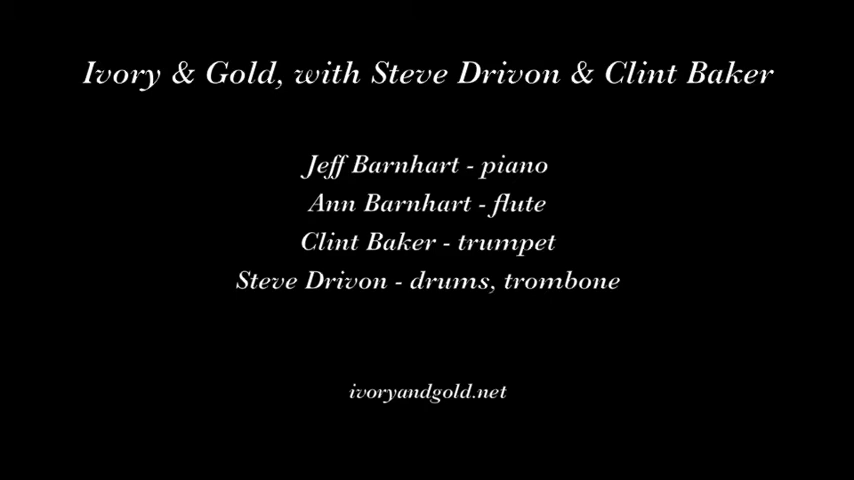 Ivory & Gold, with Steve Drivon & Clint Baker
Jeff Barnhart - piano
Ann Barnhart - flute
Clint Baker - trumpet
Steve Drivon - drums, trombone
ivoryandgold.net